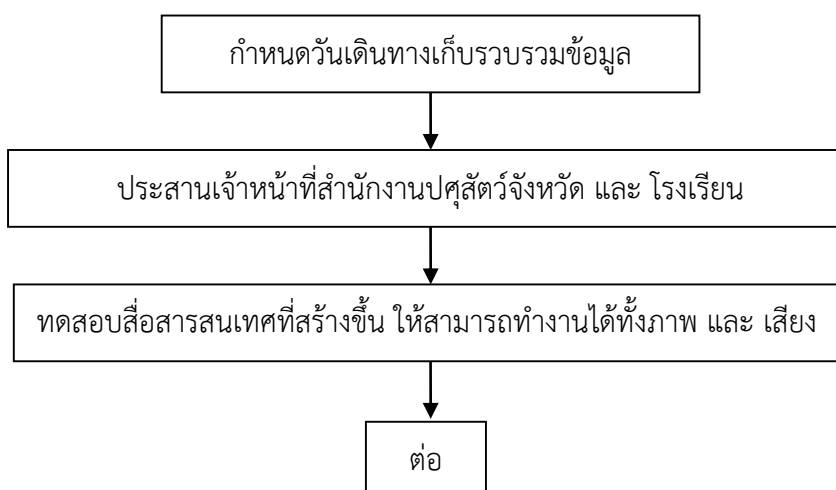 กำหนดวันเดินทางเก็บรวบรวมข้อมูล
ประสานเจ้าหน้าที่สำนักงานปศุสัตว์จังหวัด และ โรงเรียน
ทดสอบสื่อสารสนเทศที่สร้างขึ้น ให้สามารถทำงานได้ทั้งภาพ และ เสียง
ต่อ